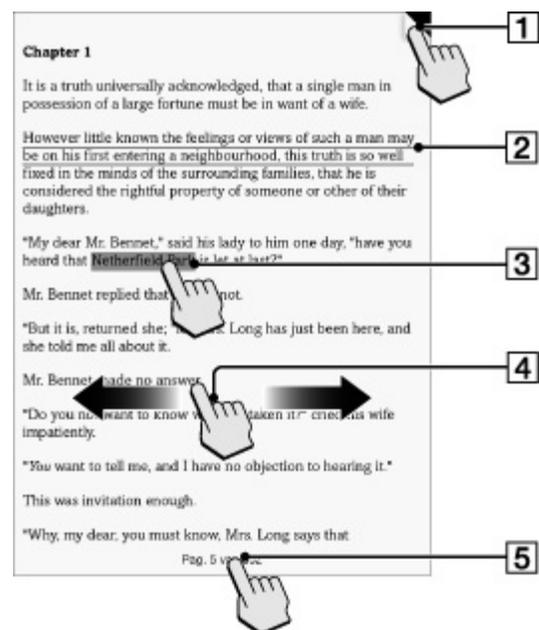 1
Chapter 1
It is a truth universally acknowledged, that a single man in
possession of a large fortune must be in want of a wife.
However little known the feelings or views of such a man may
be on his first entering a neighbourhood, this truth is so well
2
fixed in the minds of the surrounding families, that he is
considered the rightful property of someone or other of their
daughters.
"My dear Mr. Bennet," said his lady to him one day, "have you
heard that Netherfield Park is let at last?"
3
Mr. Bennet replied that not.
"But it is, returned she; Long has just been here, and
she told me all about it.
4
Mr. Bennet made no answer
"Do you not want to know taken it?" cried his wife
impatiently.
"You want to tell me, and I have no objection to hearing it."
This was invitation enough.
"Why, my dear, you must know, Mrs. Long says that
Pag. 5
5